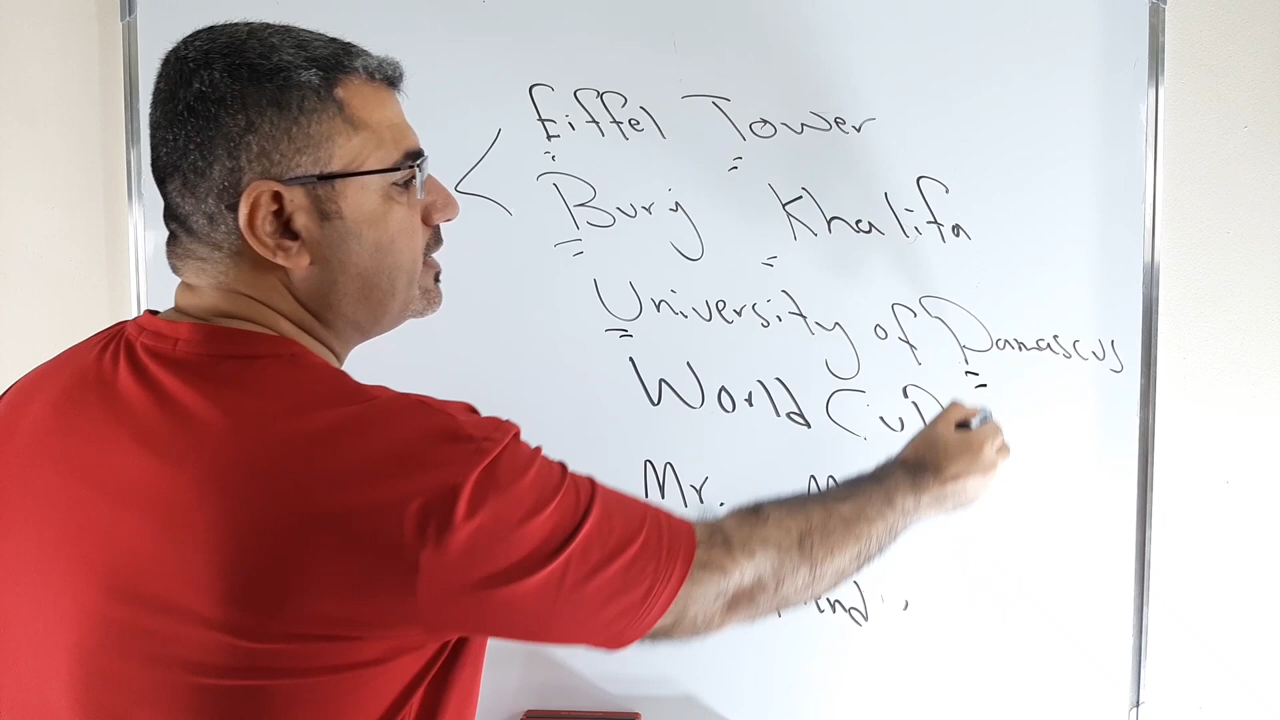 Eiffel Tower
Burj Khalifa
University of Damascus
World Cup
Mr.